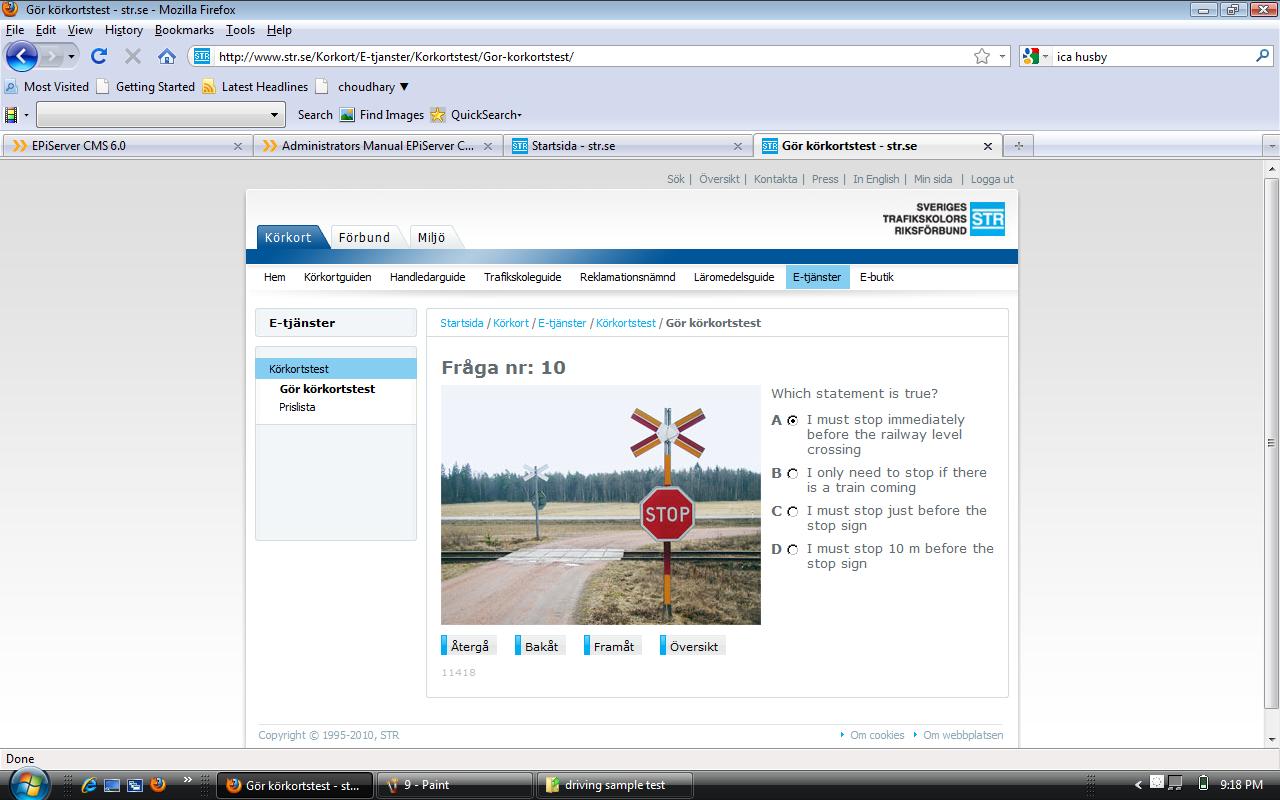 Gör körkortstest - str.se - Mozilla Firefox
File Edit View History Bookmarks Tools Help
STR http://www.str.se/Korkort/E-tjanster/Korkortstest/Gor-korkortstest/ ica husby
Most Visited Getting Started Latest Headlines choudhary ▼
Search Find Images QuickSearch
EPiServer CMS 6.0 Administrators Manual EPiServer C... STR Startsida - str.se STR Gör körkortstest - str.se
Sök | Översikt | Kontakta | Press | In English | Min sida | Logga ut
SVERIGES
TRAFIKSKOLORS
RIKSFÖRBUND
STR
Körkort Förbund Miljö
Hem Körkortguiden Handledarguide Trafikskoleguide Reklamationsnämnd Läromedelsguide E-tjänster E-butik
E-tjänster
Körkortstest
Gör körkortstest
Prislista
Startsida / Körkort / E-tjänster / Körkortstest / Gör körkortstest
Fråga nr: 10
STOP
Which statement is true?
A I must stop immediately
before the railway level
crossing
B I only need to stop if there
is a train coming
C I must stop just before the
stop sign
D I must stop 10 m before the
stop sign
Återgå Bakåt Framåt Översikt
11418
Copyright © 1995-2010, STR Om cookies Om webbplatsen
Done
Gör körkortstest - st... 9 - Paint driving sample test 9:18 PM